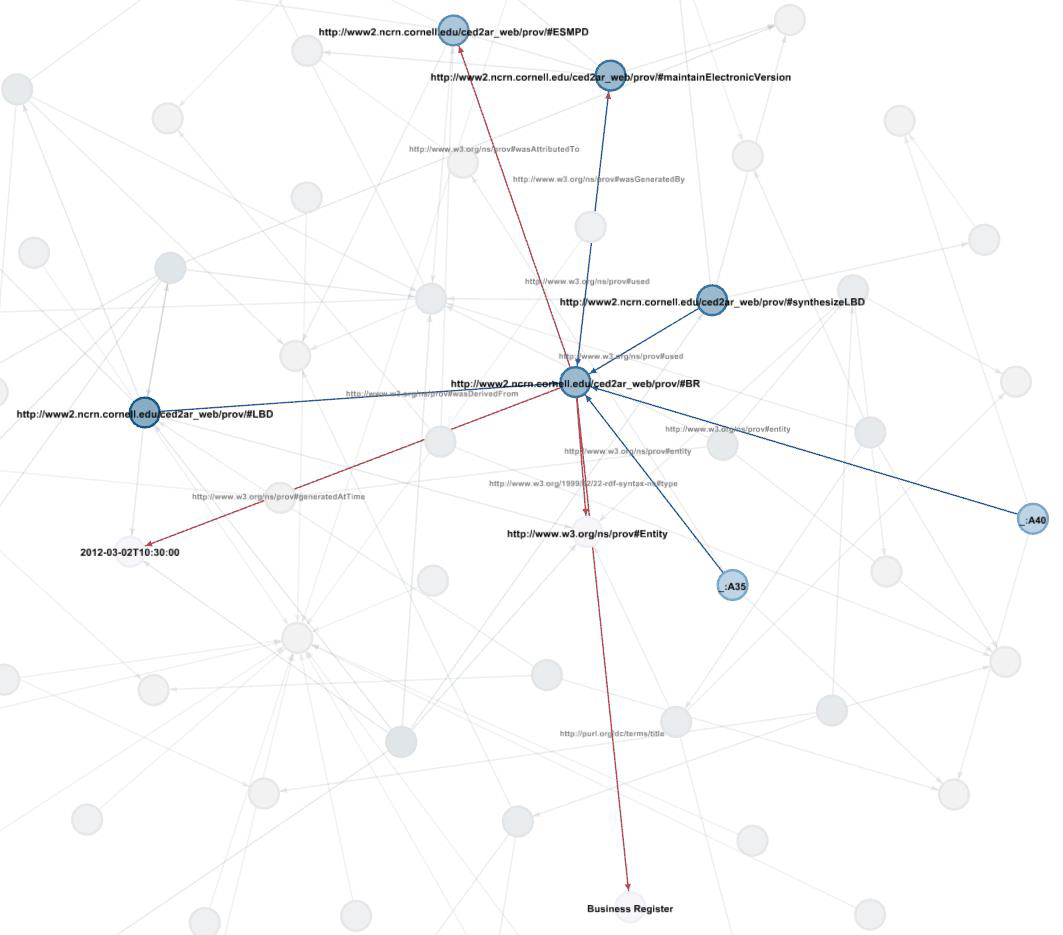 http://www2.ncrn.cornell.edu/ced2ar_web/prov/#ESMPD
http://www2.ncrn.cornell.edu/ced2ar_web/prov/#maintainElectronicVersion
http://www.w3.org/ns/prov#wasAttributedTo
http://www.w3.org/ns/prov#wasGeneratedBy
http://www.w3.org/ns/prov#used
http://www2.ncrn.cornell.edu/ced2ar_web/prov/#synthesizeLBD
http://www.w3.org/ns/prov#used
http://www2.ncrn.cornell.edu/ced2ar_web/prov/#BR
http://www.w3.org/ns/prov#wasDerivedFrom
http://www2.ncrn.cornell.edu/ced2ar_web/prov/#LBD
http://www.w3.org/ns/prov#entity
http://www.w3.org/ns/prov#entity
http://www.w3.org/1999/02/22-rdf-syntax-ns#type
http://www.w3.org/ns/prov#generatedAtTime
_:A40
http://www.w3.org/ns/prov#Entity
2012-03-02T10:30:00
_:A35
http://purl.org/dc/terms/title
Business Register